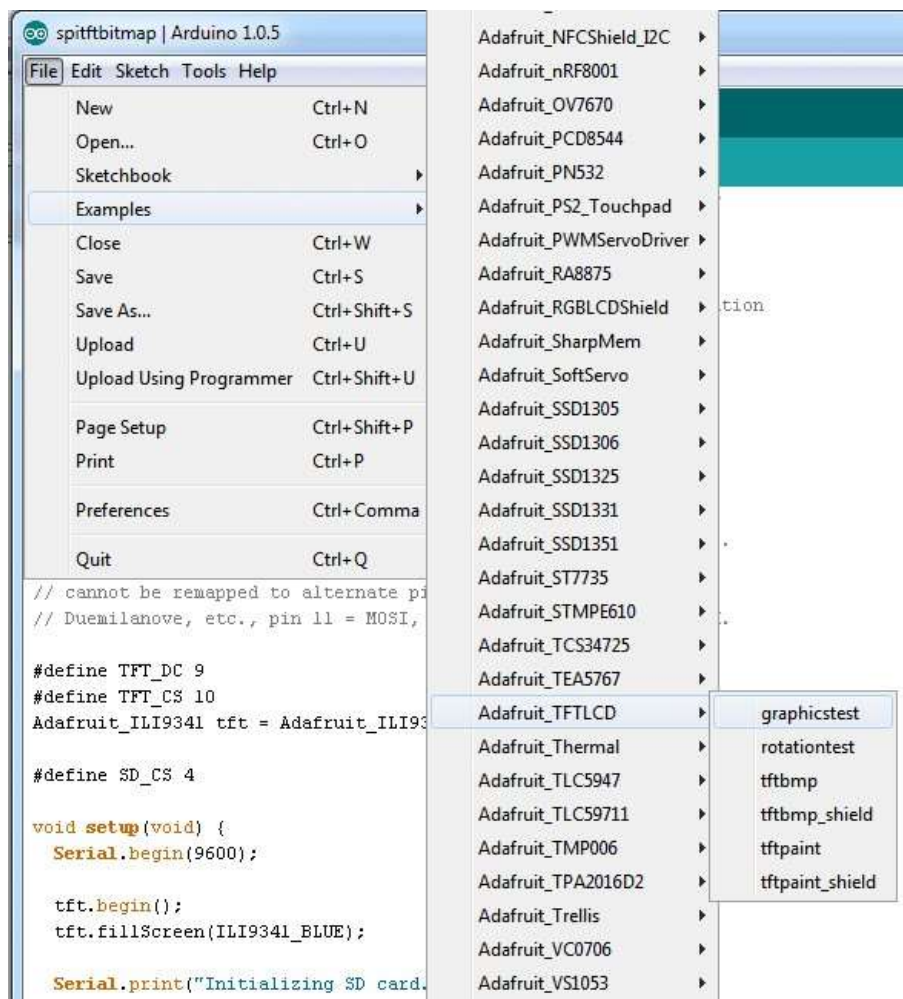 spitftbitmap | Arduino 1.0.5
File Edit Sketch Tools Help
New Ctrl+N
Open... Ctrl+O
Sketchbook
Examples
Close Ctrl+W
Save Ctrl+S
Save As... Ctrl+Shift+S
Upload Ctrl+U
Upload Using Programmer Ctrl+Shift+U
Page Setup Ctrl+Shift+P
Print Ctrl+P
Preferences Ctrl+Comma
Quit Ctrl+Q
Adafruit_NFCShield_I2C
Adafruit_nRF8001
Adafruit_OV7670
Adafruit_PCD8544
Adafruit_PN532
Adafruit_PS2_Touchpad
Adafruit_PWMServoDriver
Adafruit_RA8875
Adafruit_RGBLCDShield
Adafruit_SharpMem
Adafruit_SoftServo
Adafruit_SSD1305
Adafruit_SSD1306
Adafruit_SSD1325
Adafruit_SSD1331
Adafruit_SSD1351
Adafruit_ST7735
Adafruit_STMPE610
Adafruit_TCS34725
Adafruit_TEA5767
Adafruit_TFTLCD
Adafruit_Thermal
Adafruit_TLC5947
Adafruit_TLC59711
Adafruit_TMP006
Adafruit_TPA2016D2
Adafruit_Trellis
Adafruit_VC0706
Adafruit_VS1053
graphicstest
rotationtest
tftbmp
tftbmp_shield
tftpaint
tftpaint_shield
tion
// cannot be remapped to alternate pi
// Duemilanove, etc., pin 11 = MOSI,
#define TFT_DC 9
#define TFT_CS 10
Adafruit_ILI9341 tft = Adafruit_ILI93
#define SD_CS 4
void setup(void) {
Serial.begin(9600);
tft.begin();
tft.fillScreen(ILI9341_BLUE);
Serial.print("Initializing SD card.